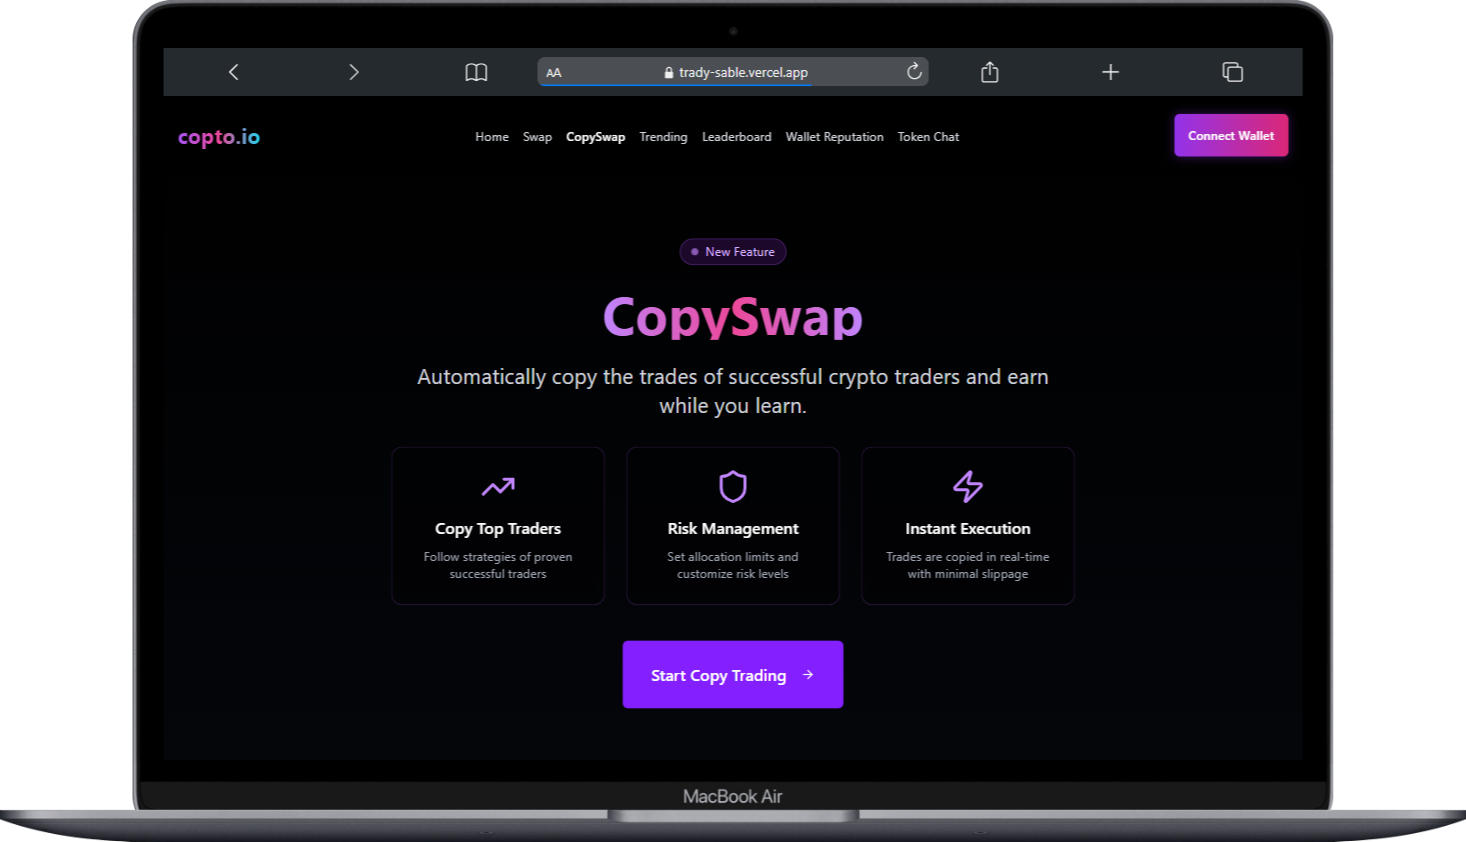 AA
trady-sable.vercel.app
copto.io
Home Swap CopySwap Trending Leaderboard Wallet Reputation Token Chat
Connect Wallet
New Feature
CopySwap
Automatically copy the trades of successful crypto traders and earn
while you learn.
Copy Top Traders
Follow strategies of proven
successful traders
Risk Management
Set allocation limits and
customize risk levels
Instant Execution
Trades are copied in real-time
with minimal slippage
Start Copy Trading
MacBook Air